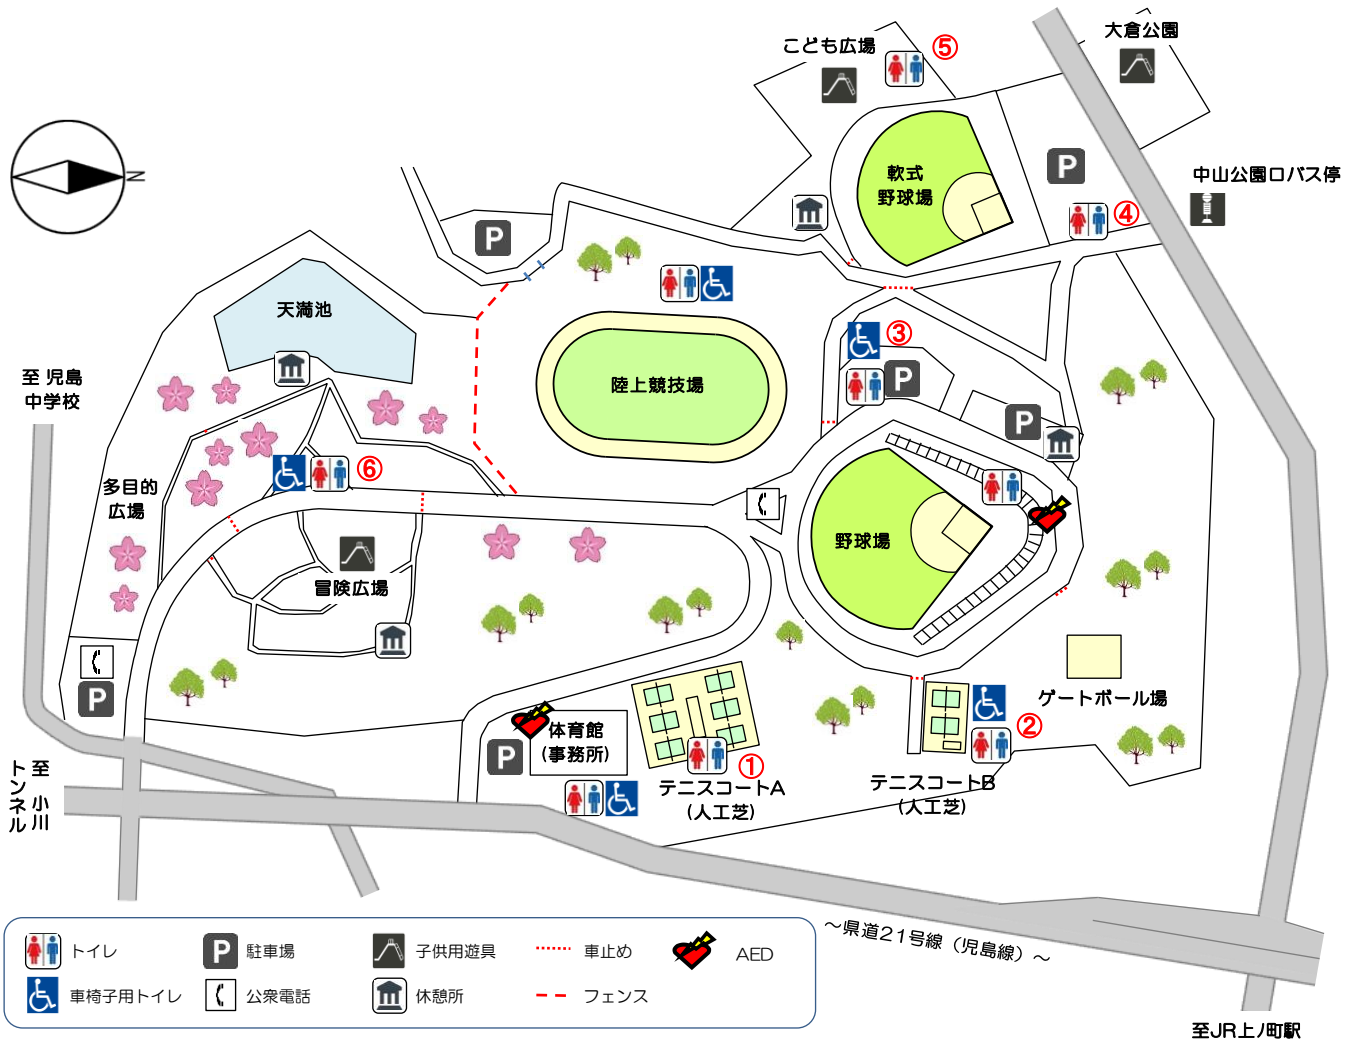 こども広場
⑤
大倉公園
中山公園口バス停
P
軟式
野球場
④
N
P
天満池
至 児島
中学校
陸上競技場
③
P
P
⑥
多目的
広場
野球場
冒険広場
P
ゲートボール場
体育館
(事務所)
P
①
②
テニスコートA
(人工芝)
テニスコートB
(人工芝)
至 小川
トンネル
～県道21号線（児島線）～
トイレ
P
駐車場
子供用遊具
車止め
AED
車椅子用トイレ
公衆電話
休憩所
フェンス
至JR上ノ町駅